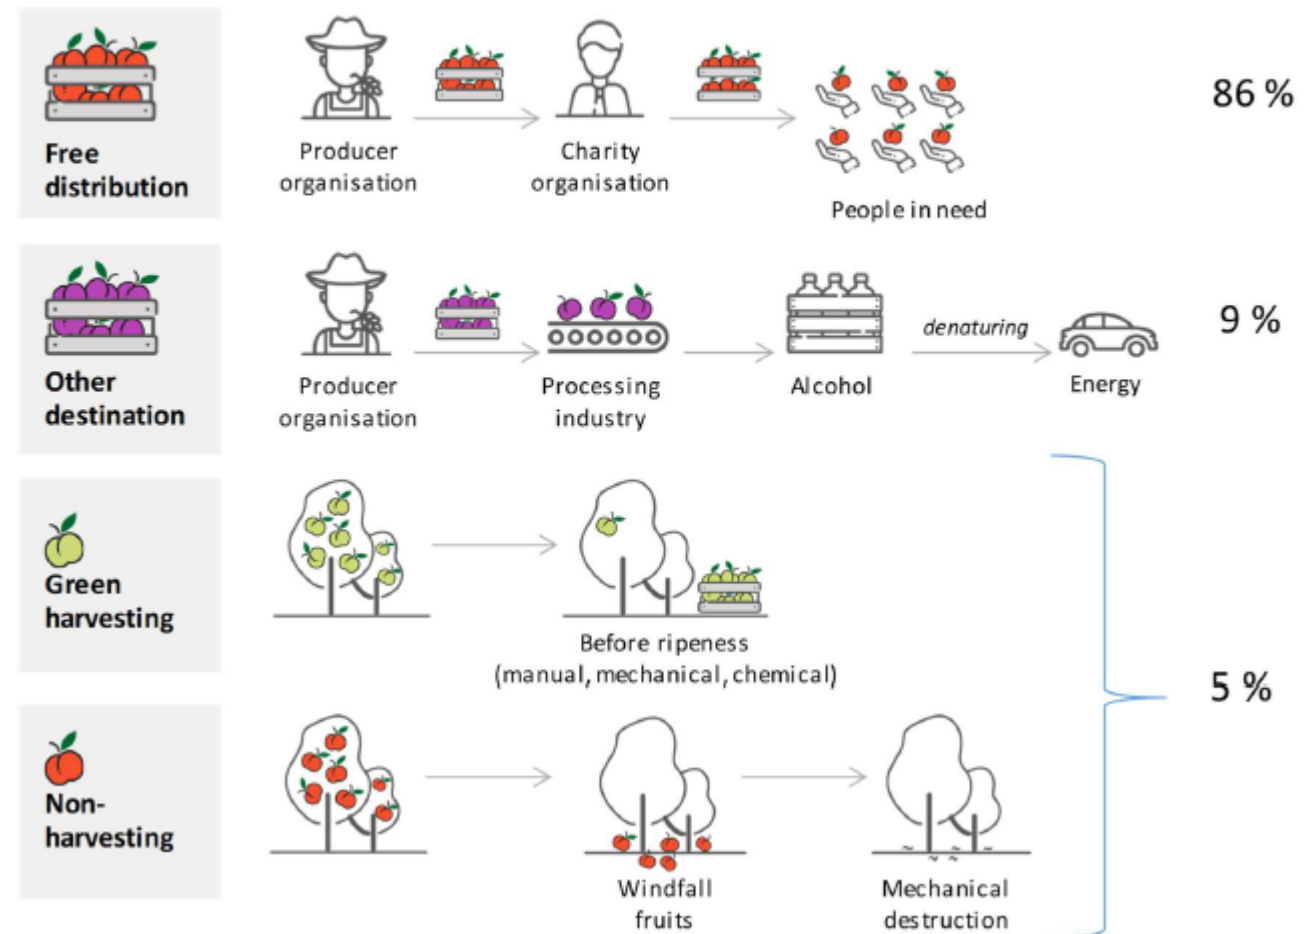 Free
distribution
Producer
organisation
Charity
organisation
People in need
86 %
Other
destination
Producer
organisation
Processing
industry
Alcohol
denaturing
Energy
9 %
Green
harvesting
Before ripeness
(manual, mechanical, chemical)
5 %
Non-
harvesting
Windfall
fruits
Mechanical
destruction